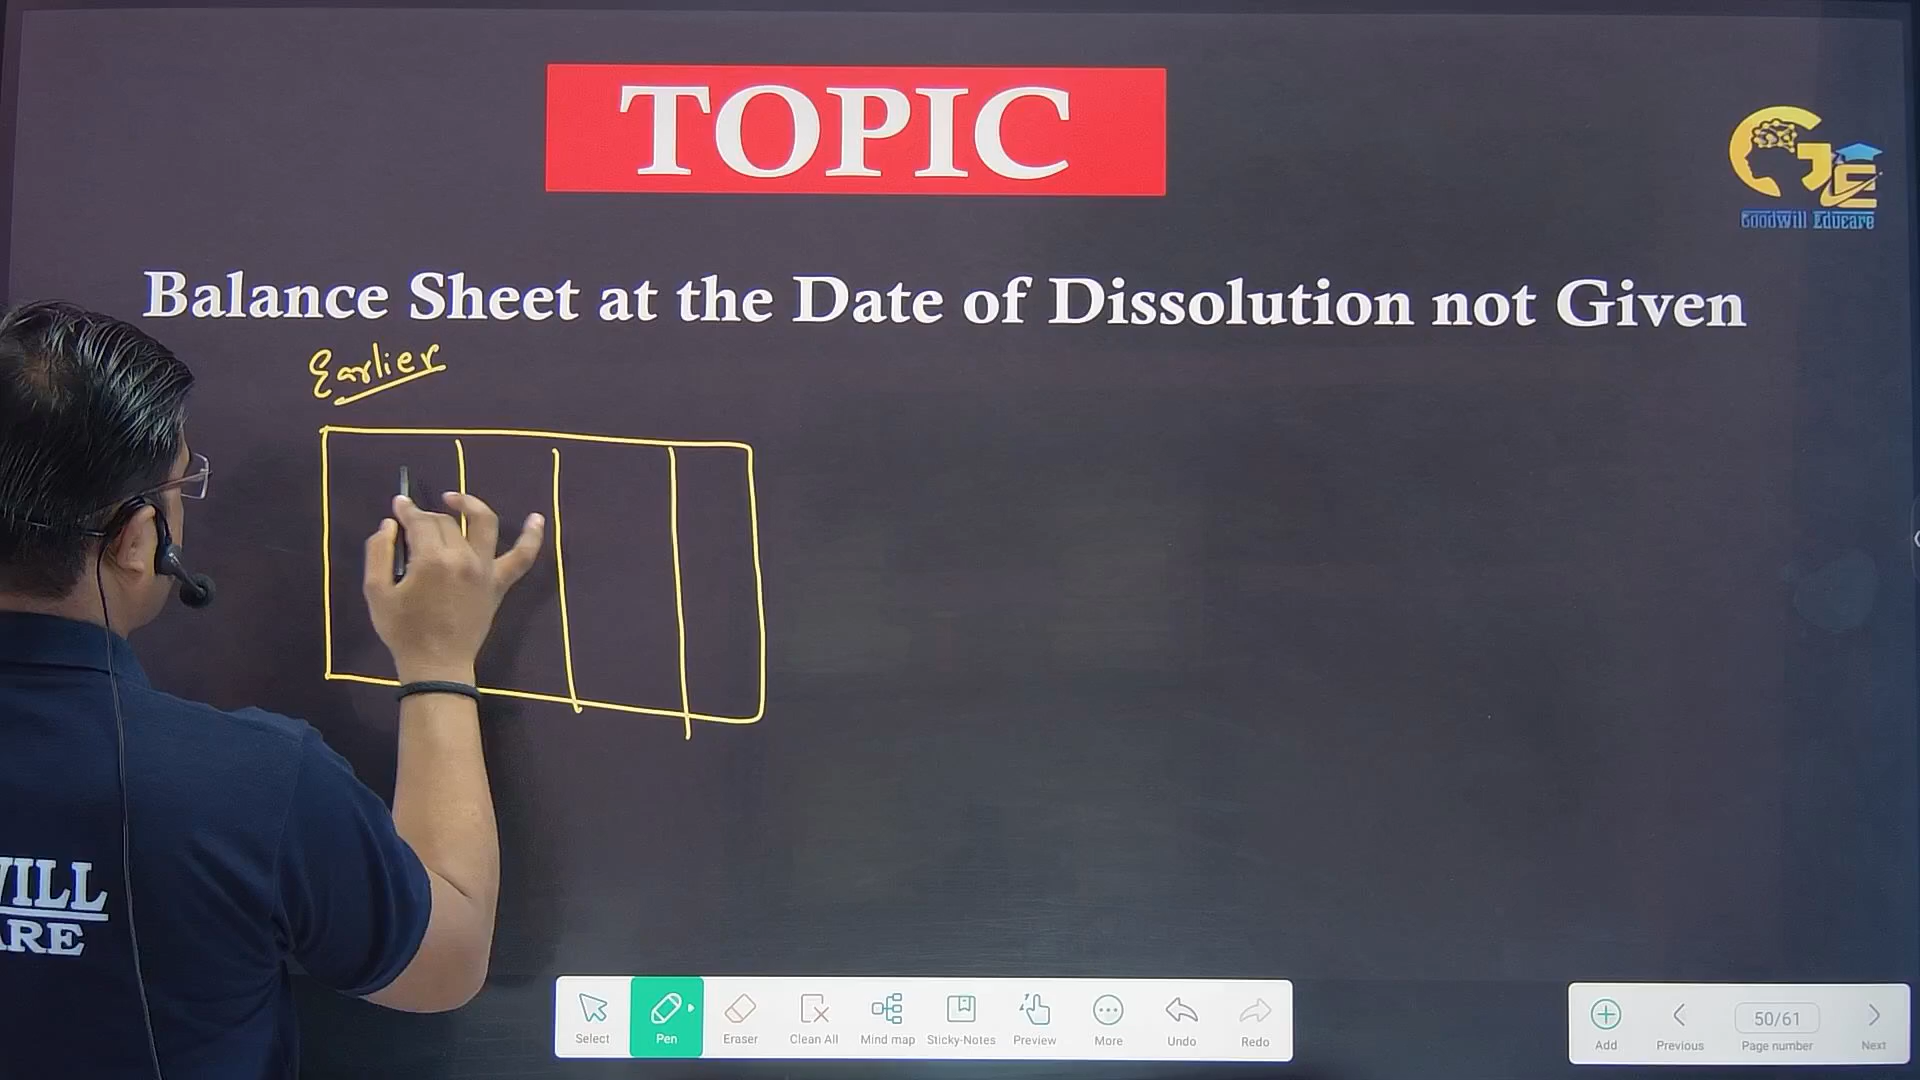 TOPIC
Goodwill Educare
Balance Sheet at the Date of Dissolution not Given
Earlier
WILL
ARE
Select
Pen
Eraser
Clean All
Mind map
Sticky-Notes
Preview
More
Undo
Redo
Add
Previous
50/61
Page number
Next